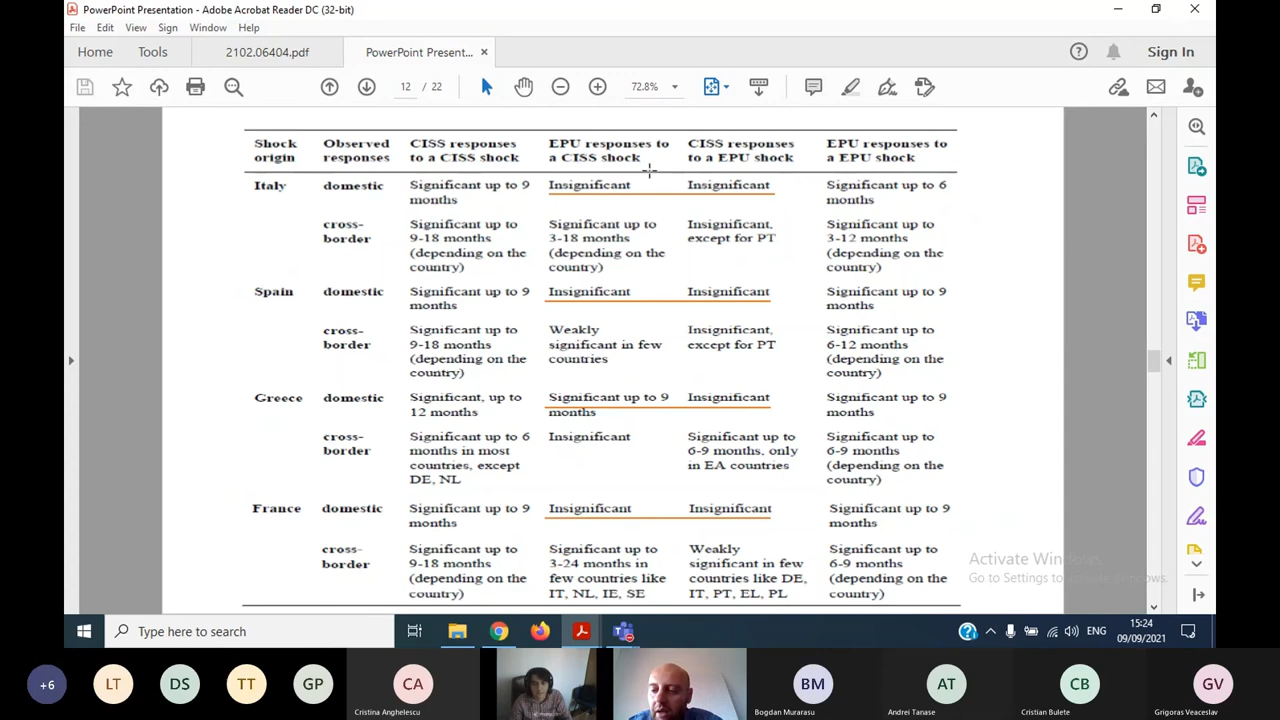 PowerPoint Presentation - Adobe Acrobat Reader DC (32-bit)
File Edit View Sign Window Help
Home Tools 2102.06404.pdf PowerPoint Present... × Sign In
12 / 22 72.8%
Shock origin Observed responses CISS responses to a CISS shock EPU responses to a CISS shock CISS responses to a EPU shock EPU responses to a EPU shock
Italy domestic Significant up to 9 months Insignificant Insignificant Significant up to 6 months
cross-border Significant up to 9-18 months (depending on the country) Significant up to 3-18 months (depending on the country) Insignificant, except for PT Significant up to 3-12 months (depending on the country)
Spain domestic Significant up to 9 months Insignificant Insignificant Significant up to 9 months
cross-border Significant up to 9-18 months (depending on the country) Weakly significant in few countries Insignificant, except for PT Significant up to 6-12 months (depending on the country)
Greece domestic Significant, up to 12 months Significant up to 9 months Insignificant Significant up to 9 months
cross-border Significant up to 6 months in most countries, except DE, NL Insignificant Significant up to 6-9 months, only in EA countries Significant up to 6-9 months (depending on the country)
France domestic Significant up to 9 months Insignificant Insignificant Significant up to 9 months
cross-border Significant up to 9-18 months (depending on the country) Significant up to 3-24 months in few countries like IT, NL, IE, SE Weakly significant in few countries like DE, IT, PT, EL, PL Significant up to 6-9 months (depending on the country)
Activate Windows
Go to Settings to activate Windows.
Type here to search
ENG
15:24
09/09/2021
+6 LT DS TT GP CA BM AT CB GV
Cristina Anghelescu Bogdan Murarasu Andrei Tanase Cristian Bulete Grigoras Veaceslav